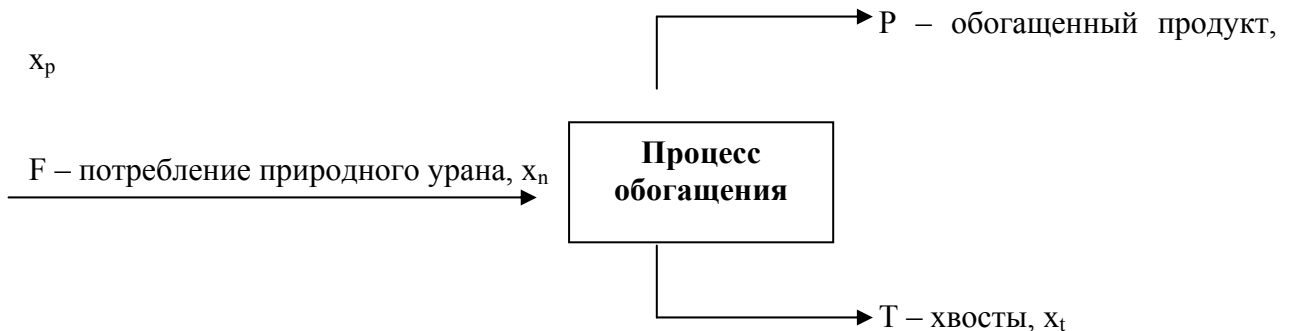 P – обогащенный продукт,
x_p
F – потребление природного урана, x_n
Процесс
обогащения
T – хвосты, x_t